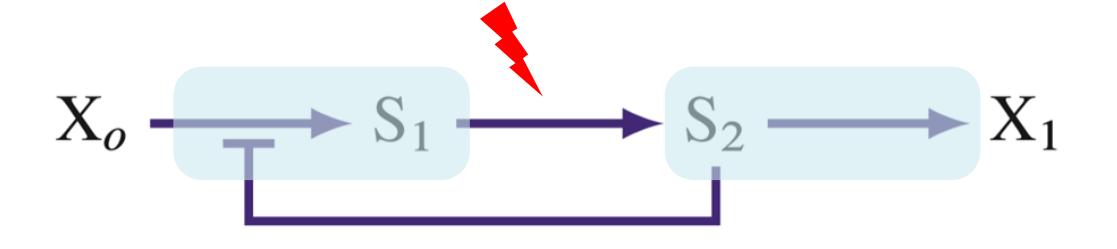 Xₒ S₁ S₂ X₁